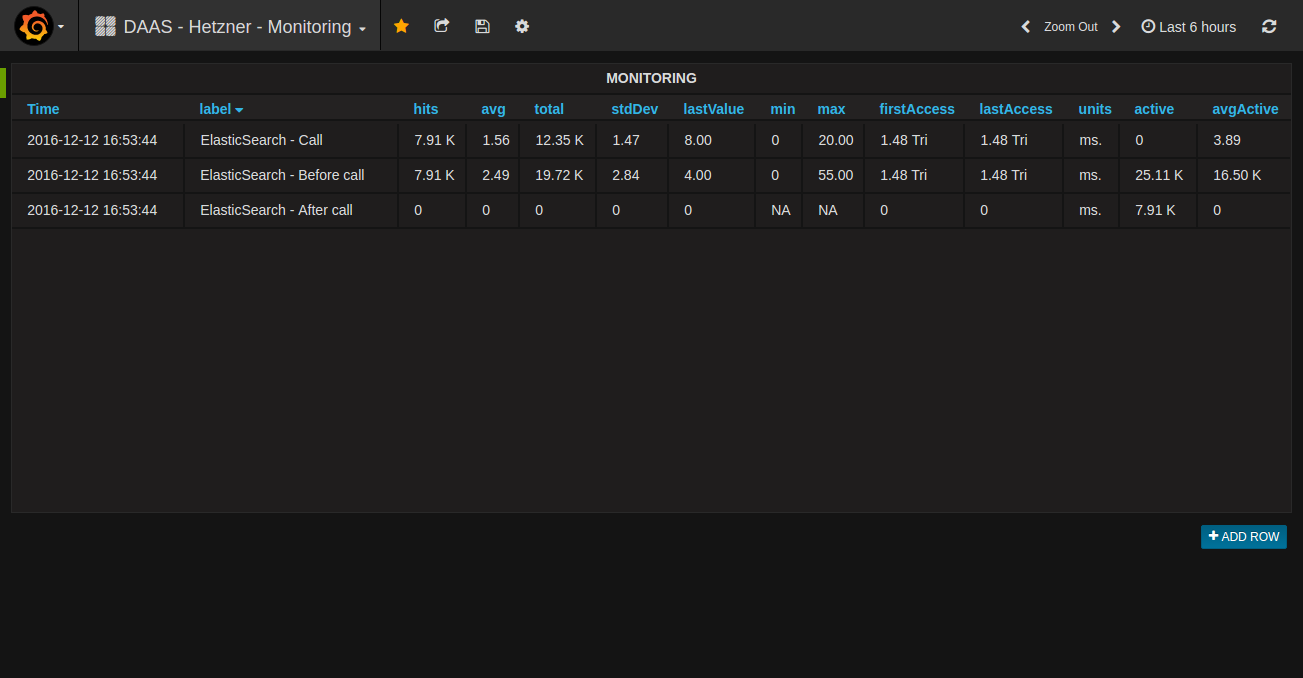 DAAS - Hetzner - Monitoring Zoom Out Last 6 hours
MONITORING
Time label hits avg total stdDev lastValue min max firstAccess lastAccess units active avgActive
2016-12-12 16:53:44 ElasticSearch - Call 7.91 K 1.56 12.35 K 1.47 8.00 0 20.00 1.48 Tri 1.48 Tri ms. 0 3.89
2016-12-12 16:53:44 ElasticSearch - Before call 7.91 K 2.49 19.72 K 2.84 4.00 0 55.00 1.48 Tri 1.48 Tri ms. 25.11 K 16.50 K
2016-12-12 16:53:44 ElasticSearch - After call 0 0 0 0 0 NA NA 0 0 ms. 7.91 K 0
ADD ROW